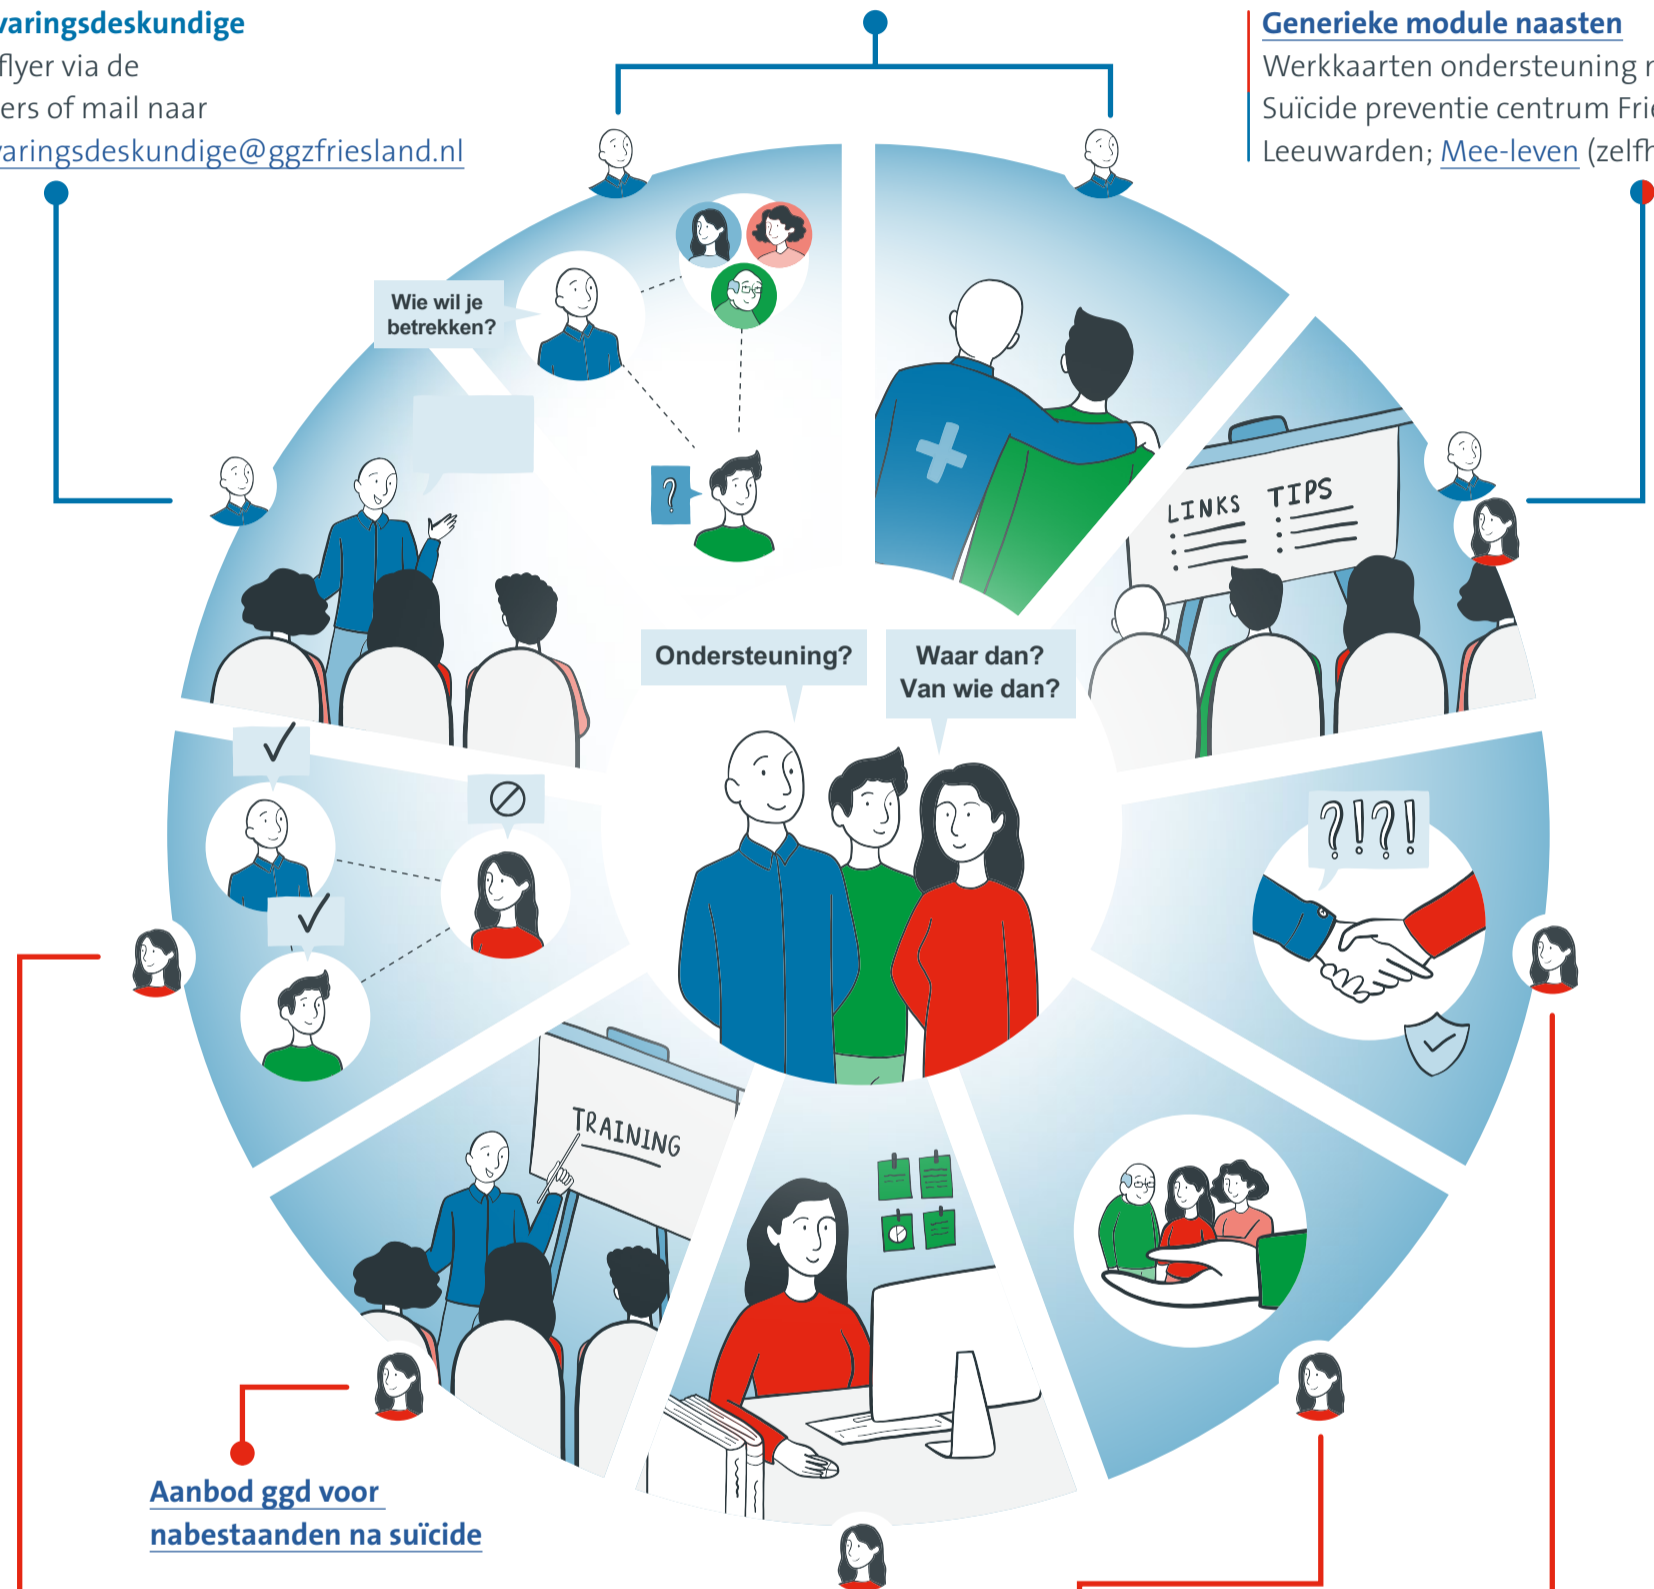 varingsdeskundige
flyer via de
ers of mail naar
varingsdeskundige@ggzfriesland.nl
Generieke module naasten
Werkkaarten ondersteuning
Suïcide preventie centrum Frie
Leeuwarden; Mee-leven (zelfh
Wie wil je
betrekken?
?
LINKS TIPS
Ondersteuning?
Waar dan?
Van wie dan?
?!?!
TRAINING
Aanbod ggd voor
nabestaanden na suïcide